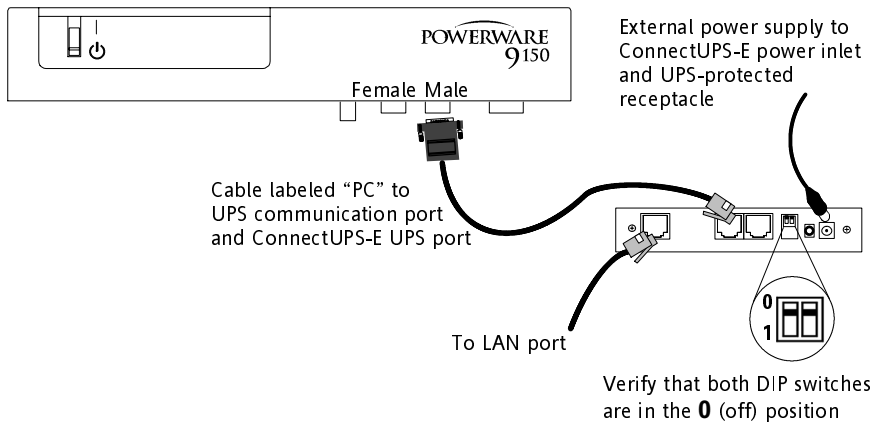 POWERWARE
9150
Female Male
External power supply to
ConnectUPS-E power inlet
and UPS-protected
receptacle
Cable labeled “PC” to
UPS communication port
and ConnectUPS-E UPS port
To LAN port
0
1
Verify that both DIP switches
are in the 0 (off) position